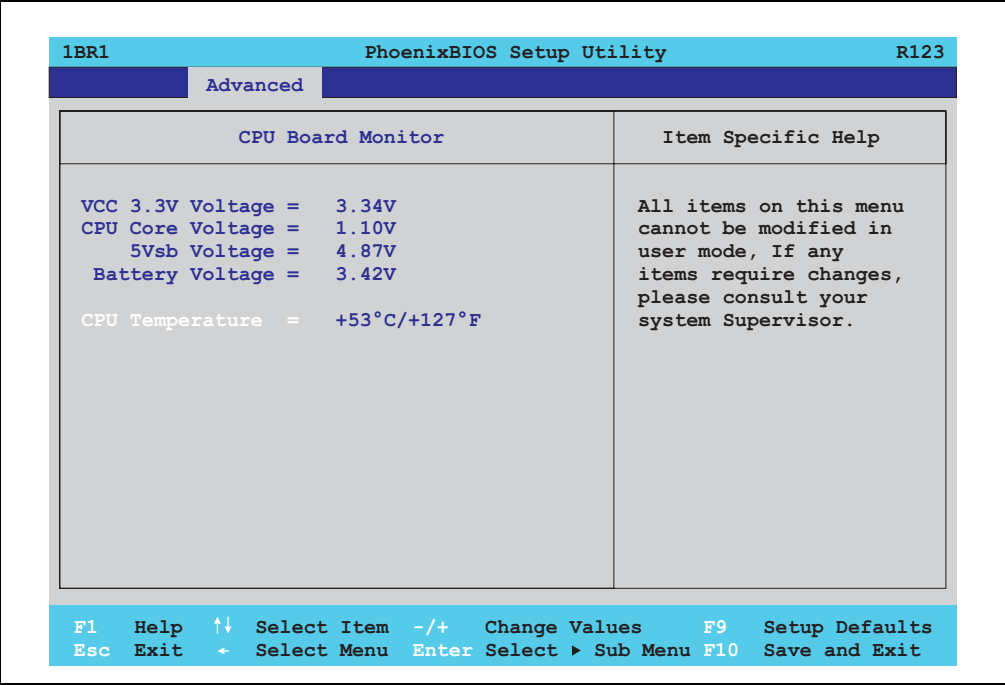 1BR1 PhoenixBIOS Setup Utility R123
Advanced
CPU Board Monitor
Item Specific Help
VCC 3.3V Voltage = 3.34V
CPU Core Voltage = 1.10V
5Vsb Voltage = 4.87V
Battery Voltage = 3.42V
CPU Temperature = +53°C/+127°F
All items on this menu
cannot be modified in
user mode, If any
items require changes,
please consult your
system Supervisor.
F1 Help ↑↓ Select Item -/+ Change Values F9 Setup Defaults
Esc Exit ← Select Menu Enter Select ▶ Sub Menu F10 Save and Exit